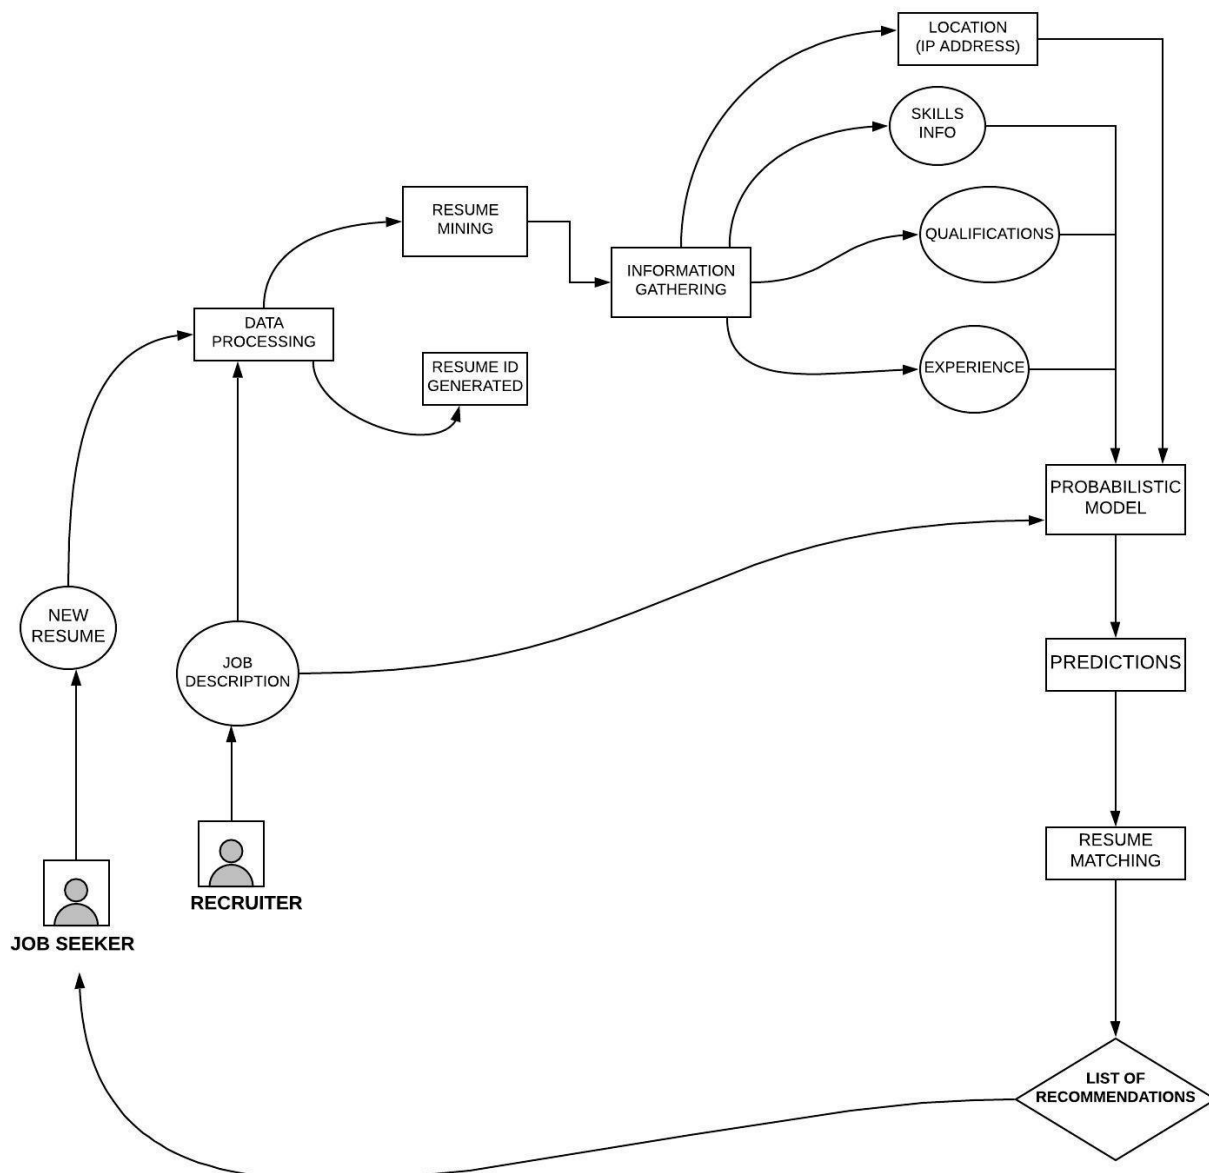 LOCATION
(IP ADDRESS)
SKILLS
INFO
RESUME
MINING
QUALIFICATIONS
INFORMATION
GATHERING
DATA
PROCESSING
RESUME ID
GENERATED
EXPERIENCE
PROBABILISTIC
MODEL
NEW
RESUME
JOB
DESCRIPTION
PREDICTIONS
RESUME
MATCHING
RECRUITER
JOB SEEKER
LIST OF
RECOMMENDATIONS